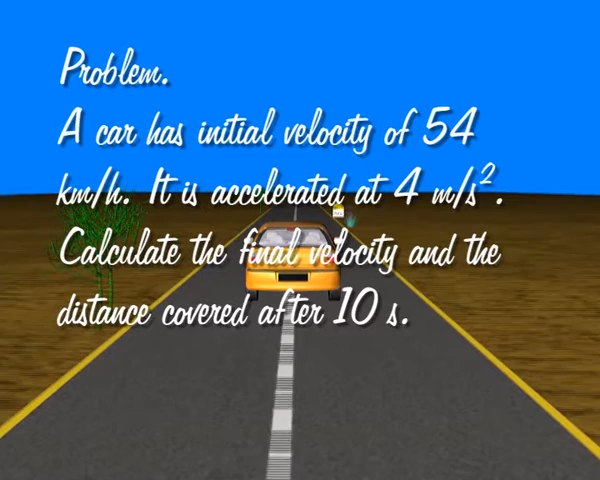 Problem.
A car has initial velocity of 54
km/h. It is accelerated at 4 m/s².
Calculate the final velocity and the
distance covered after 10 s.